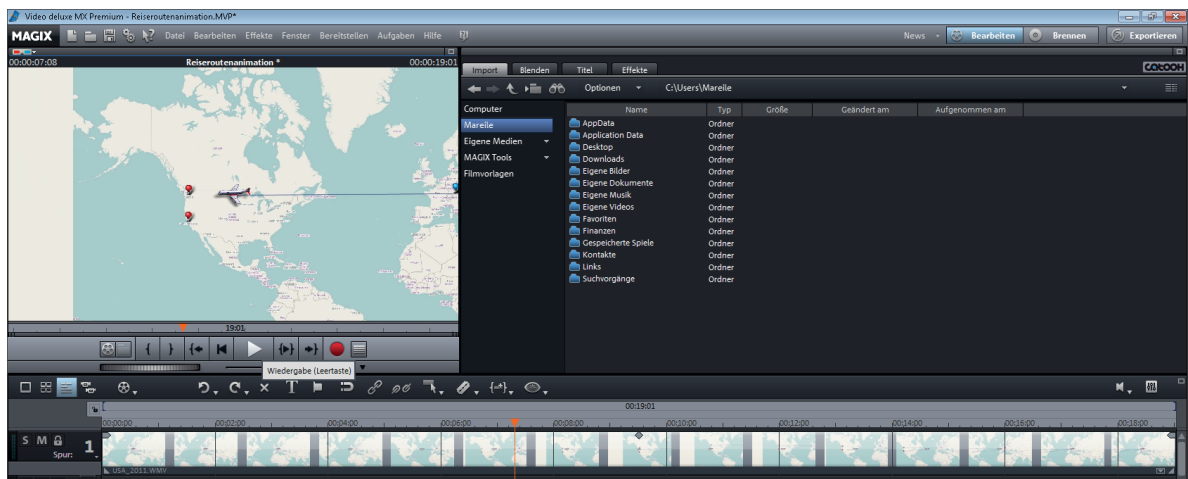 Video deluxe MX Premium - Reiseroutenanimation.MVP*
MAGIX Datei Bearbeiten Effekte Fenster Bereitstellen Aufgaben Hilfe News Bearbeiten Brennen Exportieren
00:00:07:08 Reiseroutenanimation * 00:00:19:01
Import Blenden Titel Effekte
Optionen C:\Users\Mareile
Computer
Mareile
Eigene Medien
MAGIX Tools
Filmvorlagen
Name Typ Größe Geändert am Aufgenommen am
AppData Ordner
Application Data Ordner
Desktop Ordner
Downloads Ordner
Eigene Bilder Ordner
Eigene Dokumente Ordner
Eigene Musik Ordner
Eigene Videos Ordner
Favoriten Ordner
Finanzen Ordner
Gespeicherte Spiele Ordner
Kontakte Ordner
Links Ordner
Suchvorgänge Ordner
19:01
Wiedergabe (Leertaste)
00:19:01
00:00:00 00:02:00 00:04:00 00:06:00 00:08:00 00:10:00 00:12:00 00:14:00 00:16:00 00:18:00
S M 1
Spur:
USA_2011.WMV